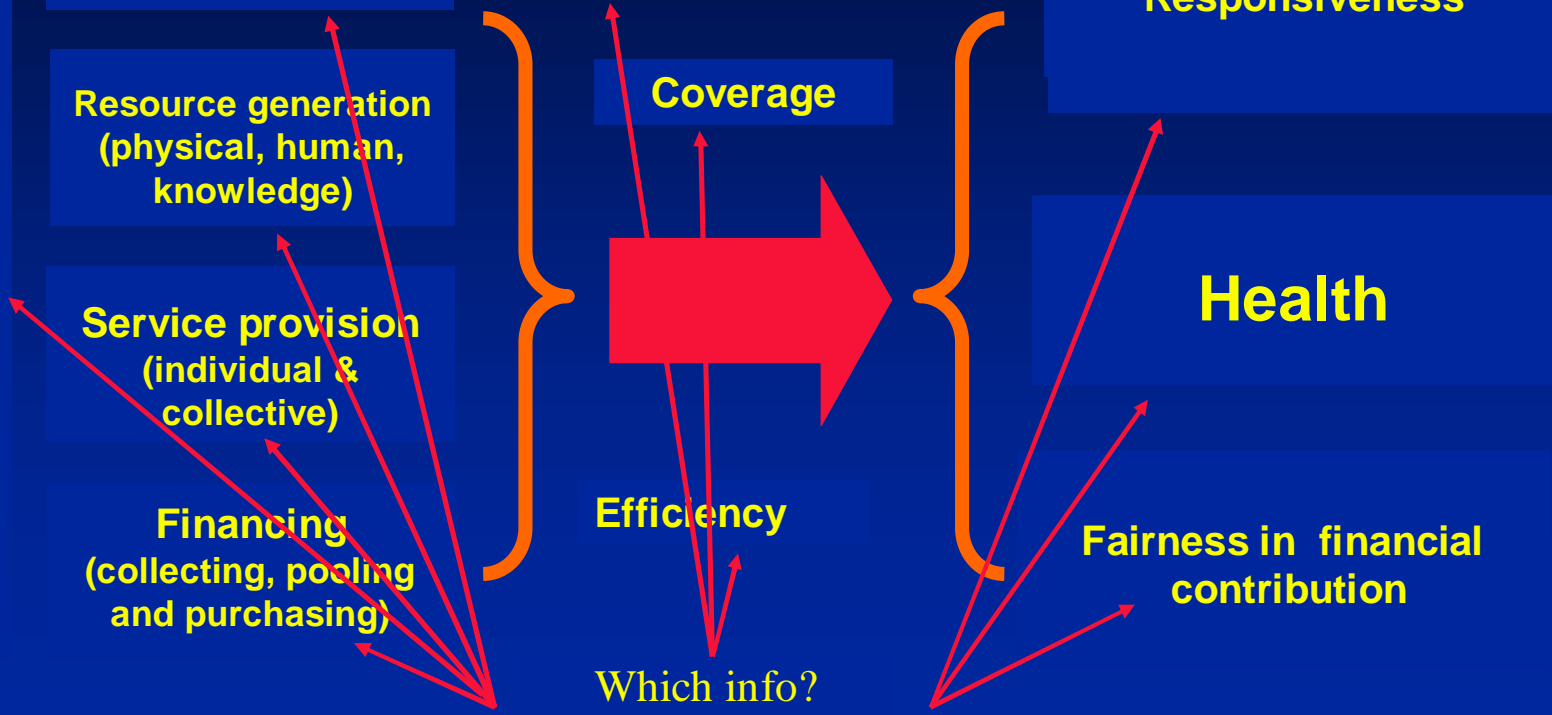 Responsiveness
Resource generation
(physical, human,
knowledge)
Coverage
Health
Service provision
(individual &
collective)
Efficiency
Financing
(collecting, pooling
and purchasing)
Fairness in financial
contribution
Which info?